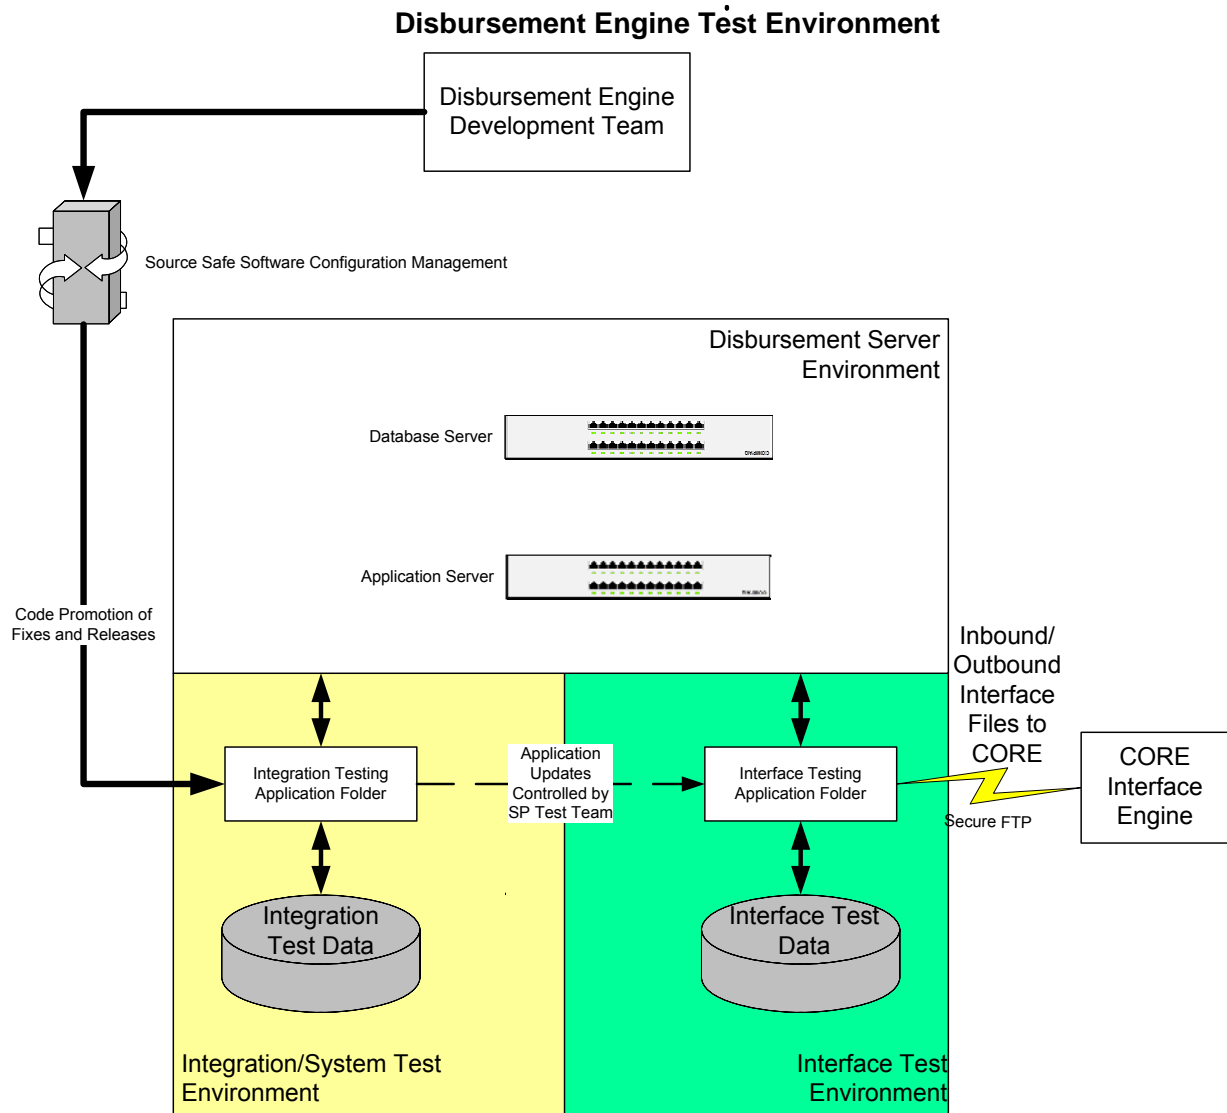 Disbursement Engine Test Environment
Disbursement Engine
Development Team
Source Safe Software Configuration Management
Disbursement Server
Environment
Database Server
COMPAQ
Application Server
Code Promotion of
Fixes and Releases
Inbound/
Outbound
Interface
Files to
CORE
Integration Testing
Application Folder
Application
Updates
Controlled by
SP Test Team
Interface Testing
Application Folder
Secure FTP
CORE
Interface
Engine
Integration
Test Data
Interface Test
Data
Integration/System Test
Environment
Interface Test
Environment